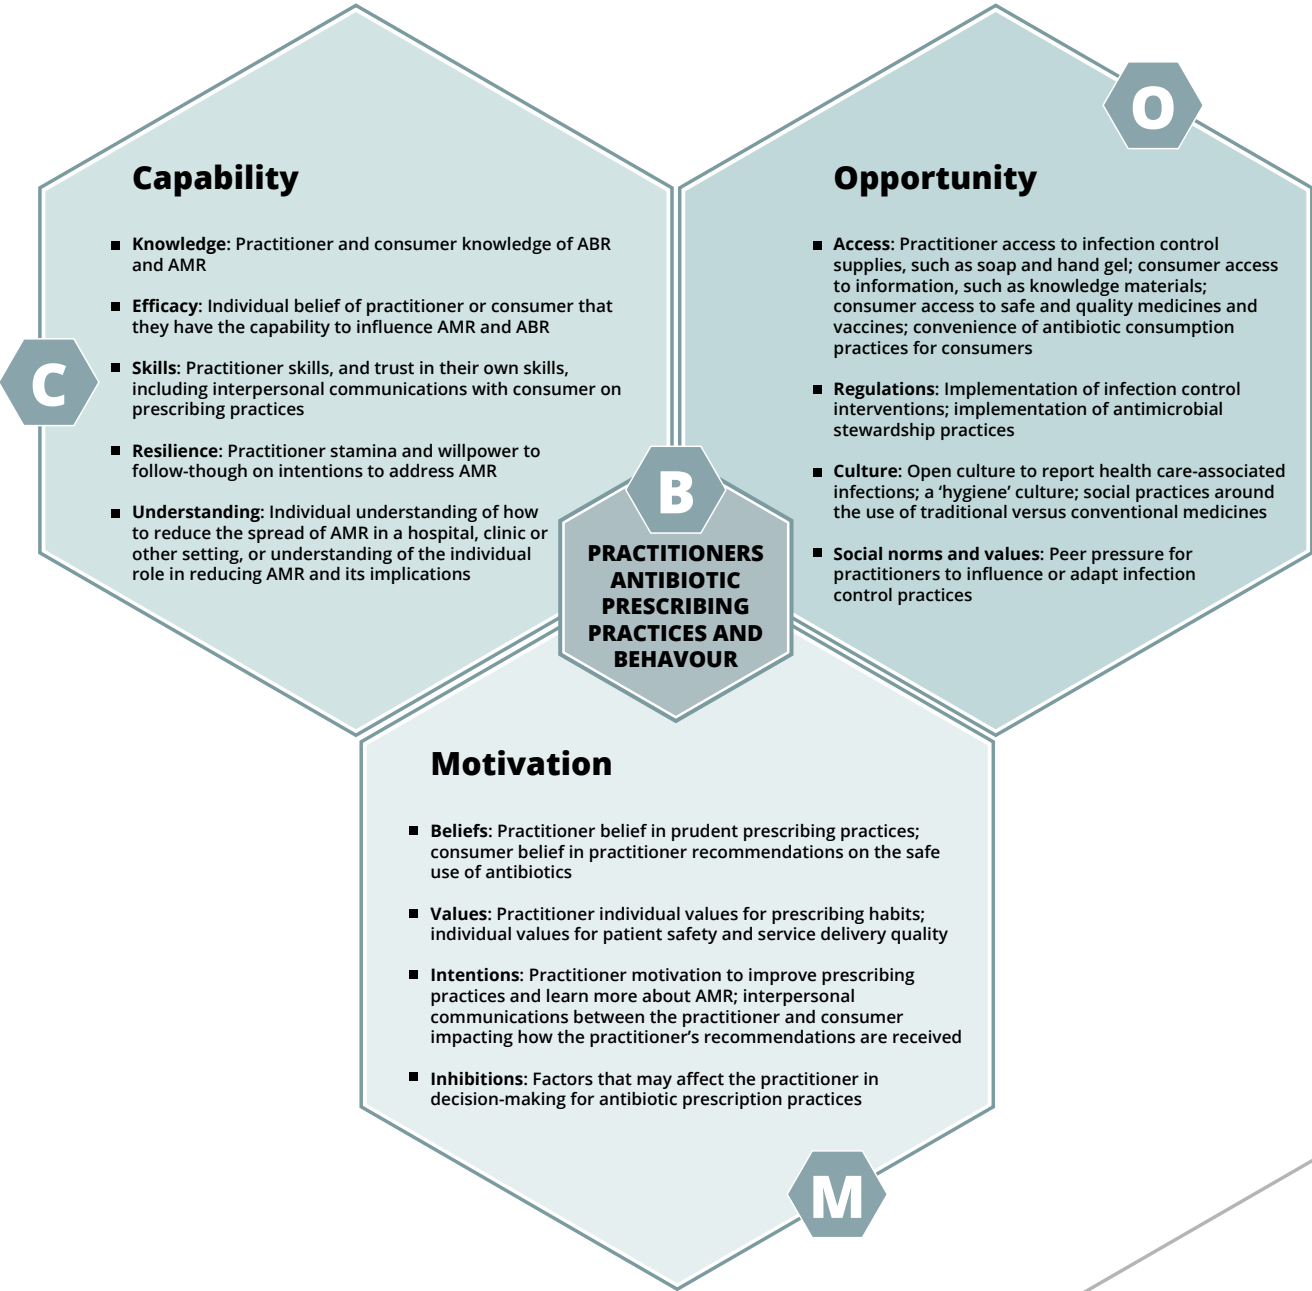 C
Capability
■ Knowledge: Practitioner and consumer knowledge of ABR
and AMR
■ Efficacy: Individual belief of practitioner or consumer that
they have the capability to influence AMR and ABR
■ Skills: Practitioner skills, and trust in their own skills,
including interpersonal communications with consumer on
prescribing practices
■ Resilience: Practitioner stamina and willpower to
follow-though on intentions to address AMR
■ Understanding: Individual understanding of how
to reduce the spread of AMR in a hospital, clinic or
other setting, or understanding of the individual
role in reducing AMR and its implications
O
Opportunity
■ Access: Practitioner access to infection control
supplies, such as soap and hand gel; consumer access
to information, such as knowledge materials;
consumer access to safe and quality medicines and
vaccines; convenience of antibiotic consumption
practices for consumers
■ Regulations: Implementation of infection control
interventions; implementation of antimicrobial
stewardship practices
■ Culture: Open culture to report health care-associated
infections; a ‘hygiene’ culture; social practices around
the use of traditional versus conventional medicines
■ Social norms and values: Peer pressure for
practitioners to influence or adapt infection
control practices
B
PRACTITIONERS
ANTIBIOTIC
PRESCRIBING
PRACTICES AND
BEHAVOUR
Motivation
■ Beliefs: Practitioner belief in prudent prescribing practices;
consumer belief in practitioner recommendations on the safe
use of antibiotics
■ Values: Practitioner individual values for prescribing habits;
individual values for patient safety and service delivery quality
■ Intentions: Practitioner motivation to improve prescribing
practices and learn more about AMR; interpersonal
communications between the practitioner and consumer
impacting how the practitioner’s recommendations are received
■ Inhibitions: Factors that may affect the practitioner in
decision-making for antibiotic prescription practices
M